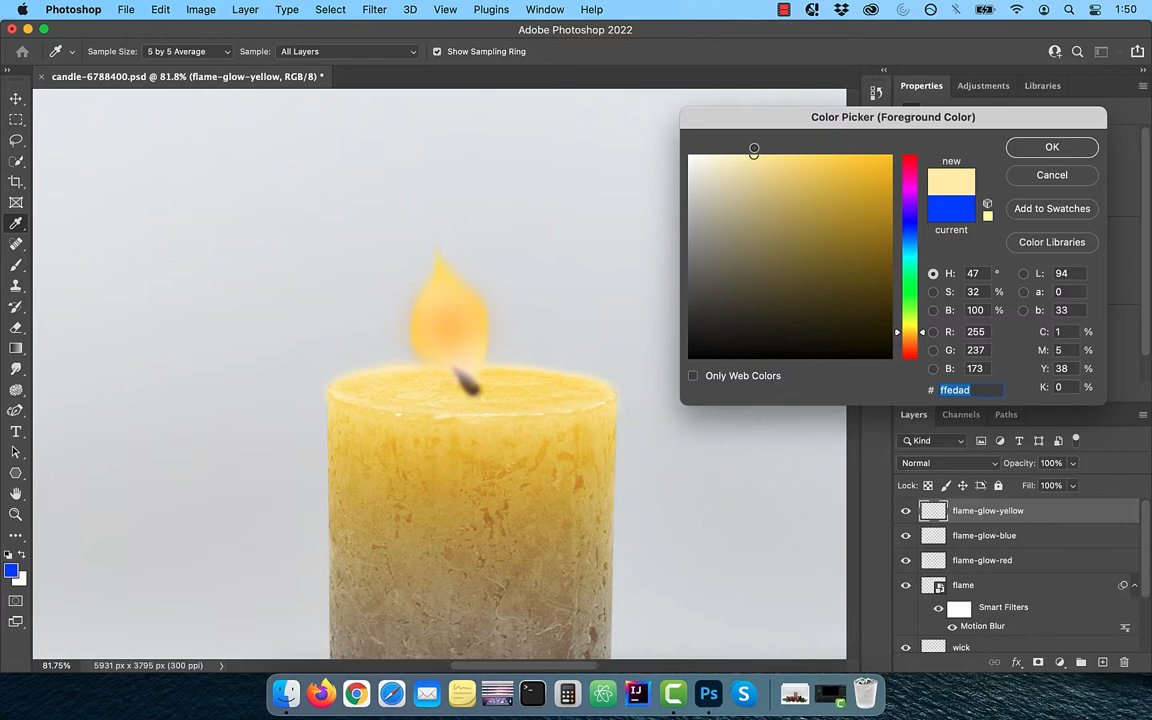 Photoshop File Edit Image Layer Type Select Filter 3D View Plugins Window Help 1:50
Adobe Photoshop 2022
Sample Size: 5 by 5 Average Sample: All Layers Show Sampling Ring
candle-6788400.psd @ 81.8% (flame-glow-yellow, RGB/8) *
Properties Adjustments Libraries
Color Picker (Foreground Color)
new
current
OK
Cancel
Add to Swatches
Color Libraries
H: 47 ° L: 94
S: 32 % a: 0
B: 100 % b: 33
R: 255 C: 1 %
G: 237 M: 5 %
B: 173 Y: 38 %
# ffedad K: 0 %
Only Web Colors
Layers Channels Paths
Kind
Normal Opacity: 100%
Lock: Fill: 100%
flame-glow-yellow
flame-glow-blue
flame-glow-red
flame
Smart Filters
Motion Blur
wick
81.75% 5931 px x 3795 px (300 ppi)